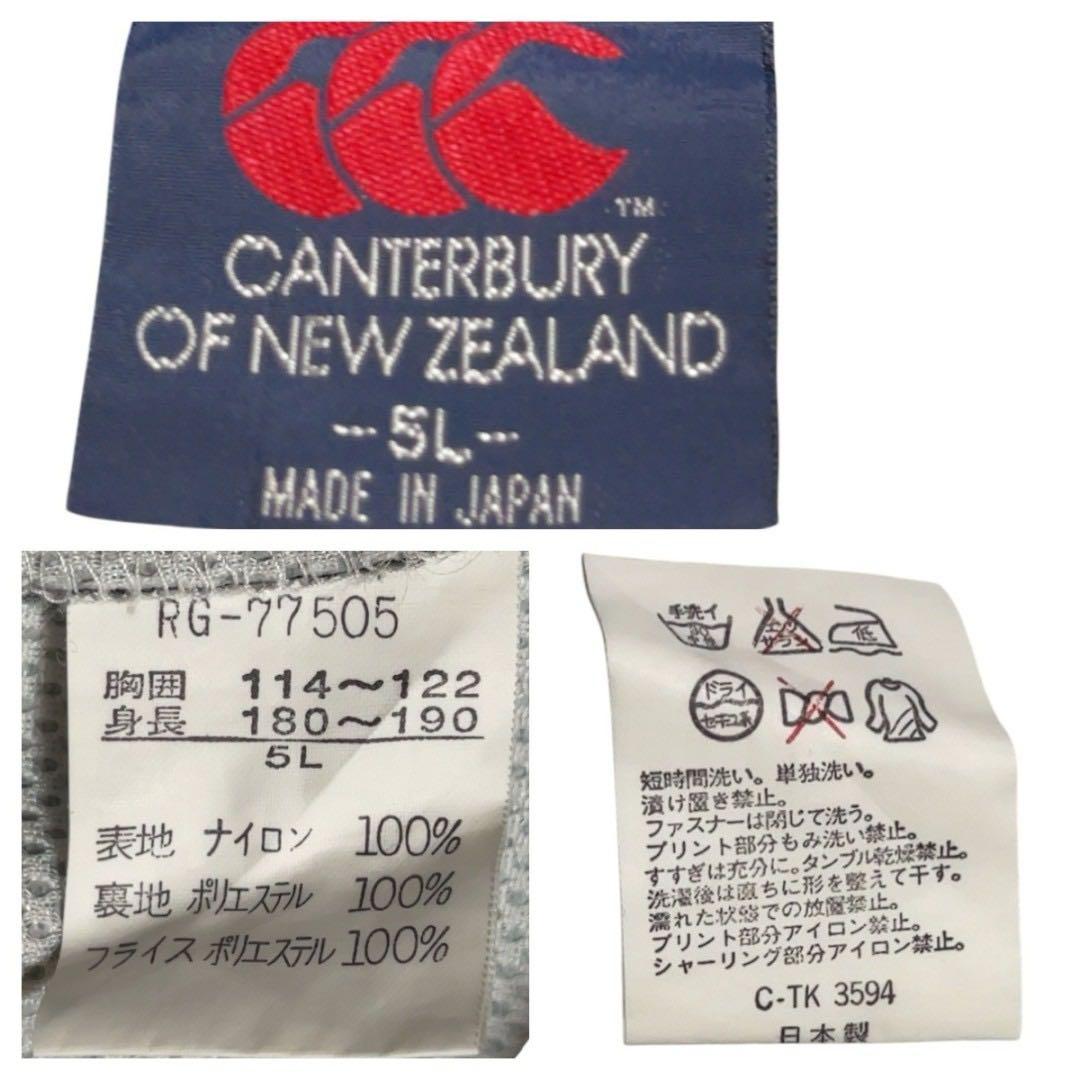 TM
CANTERBURY
OF NEW ZEALAND
-5L-
MADE IN JAPAN
RG-77505
胸囲 114～122
身長 180～190
5L
表地 ナイロン 100%
裏地 ポリエステル 100%
フライス ポリエステル 100%
手洗イ
中性
エンソ
サラシ
低
ドライ
セキユ系
短時間洗い。単独洗い。
漬け置き禁止。
ファスナーは閉じて洗う。
プリント部分もみ洗い禁止。
すすぎは充分に。タンブル乾燥禁止。
洗濯後は直ちに形を整えて干す。
濡れた状態での放置禁止。
プリント部分アイロン禁止。
シャーリング部分アイロン禁止。
C-TK 3594
日本製